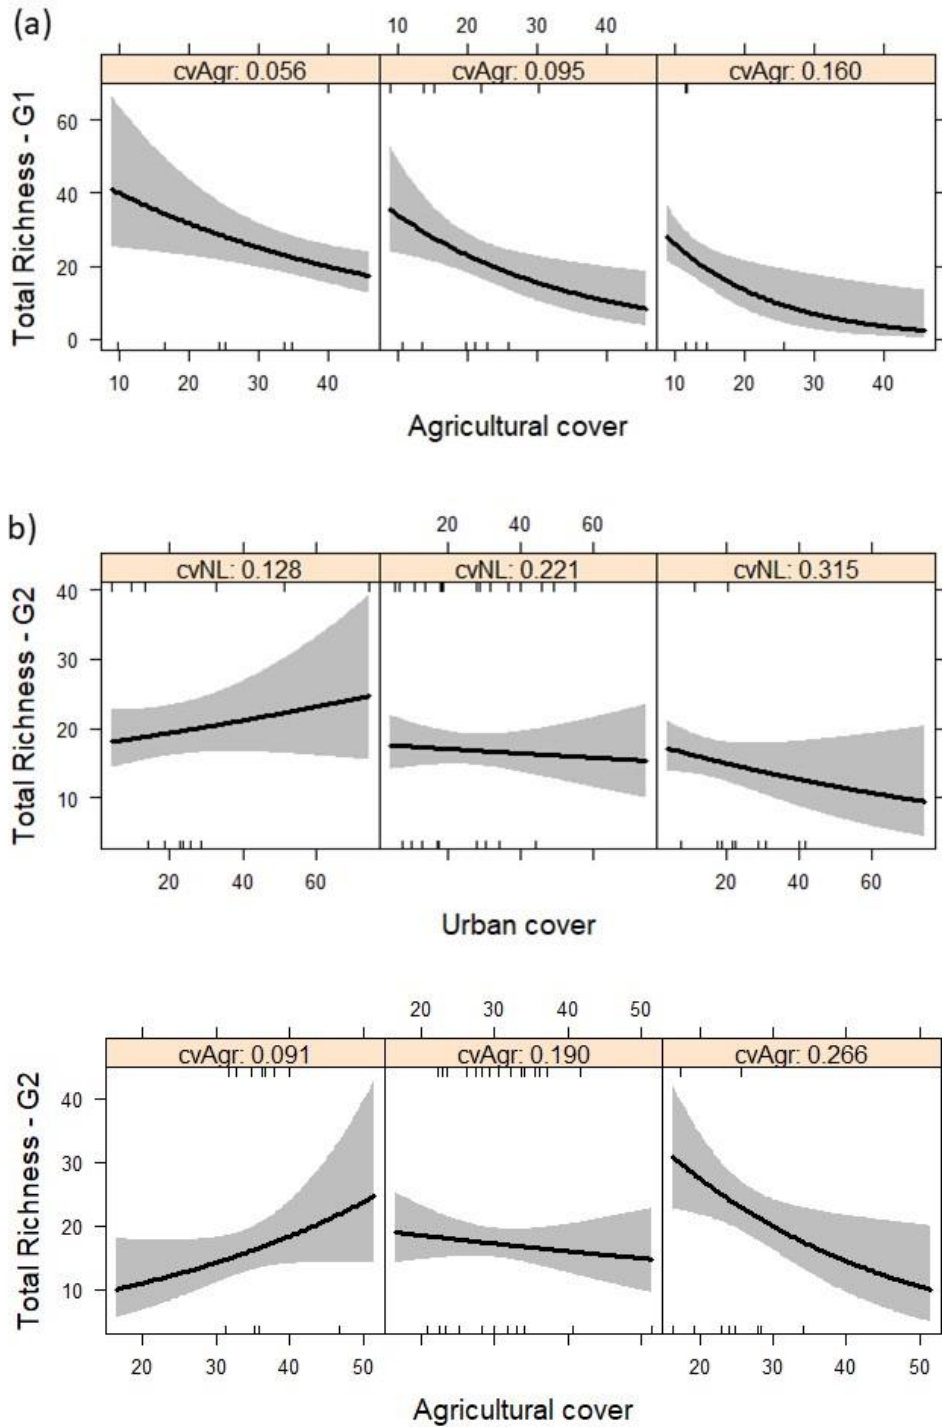 (a)
10 20 30 40
cvAgr: 0.056 cvAgr: 0.095 cvAgr: 0.160
Total Richness - G1
60
40
20
0
10 20 30 40 10 20 30 40
Agricultural cover
b)
20 40 60
cvNL: 0.128 cvNL: 0.221 cvNL: 0.315
Total Richness - G2
40
30
20
10
20 40 60 20 40 60
Urban cover
20 30 40 50
cvAgr: 0.091 cvAgr: 0.190 cvAgr: 0.266
Total Richness - G2
40
30
20
10
20 30 40 50 20 30 40 50
Agricultural cover